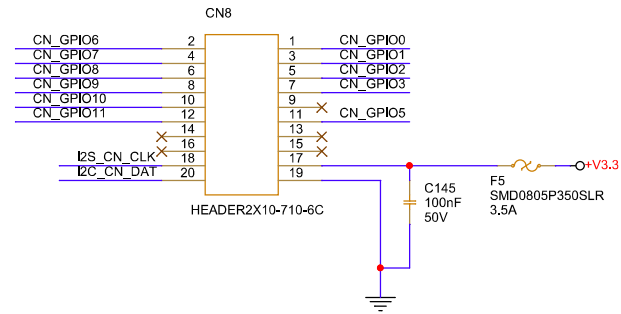 CN8
CN_GPIO6 2 1 CN_GPIO0
CN_GPIO7 4 3 CN_GPIO1
CN_GPIO8 6 5 CN_GPIO2
CN_GPIO9 8 7 CN_GPIO3
CN_GPIO10 10 9
CN_GPIO11 12 11 CN_GPIO5
14 13
16 15
I2S_CN_CLK 18 17 +V3.3
I2C_CN_DAT 20 19
HEADER2X10-710-6C
C145
100nF
50V
F5
SMD0805P350SLR
3.5A